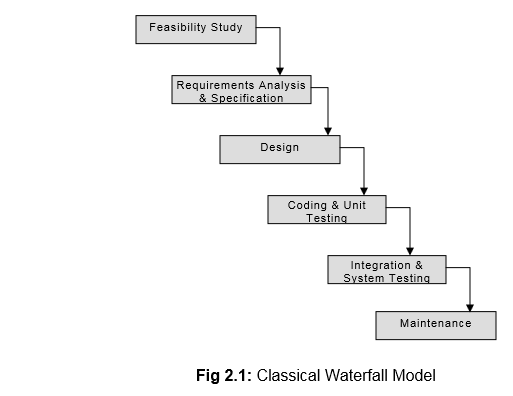 Feasibility Study
Requirements Analysis
& Specification
Design
Coding & Unit
Testing
Integration &
System Testing
Maintenance
Fig 2.1: Classical Waterfall Model